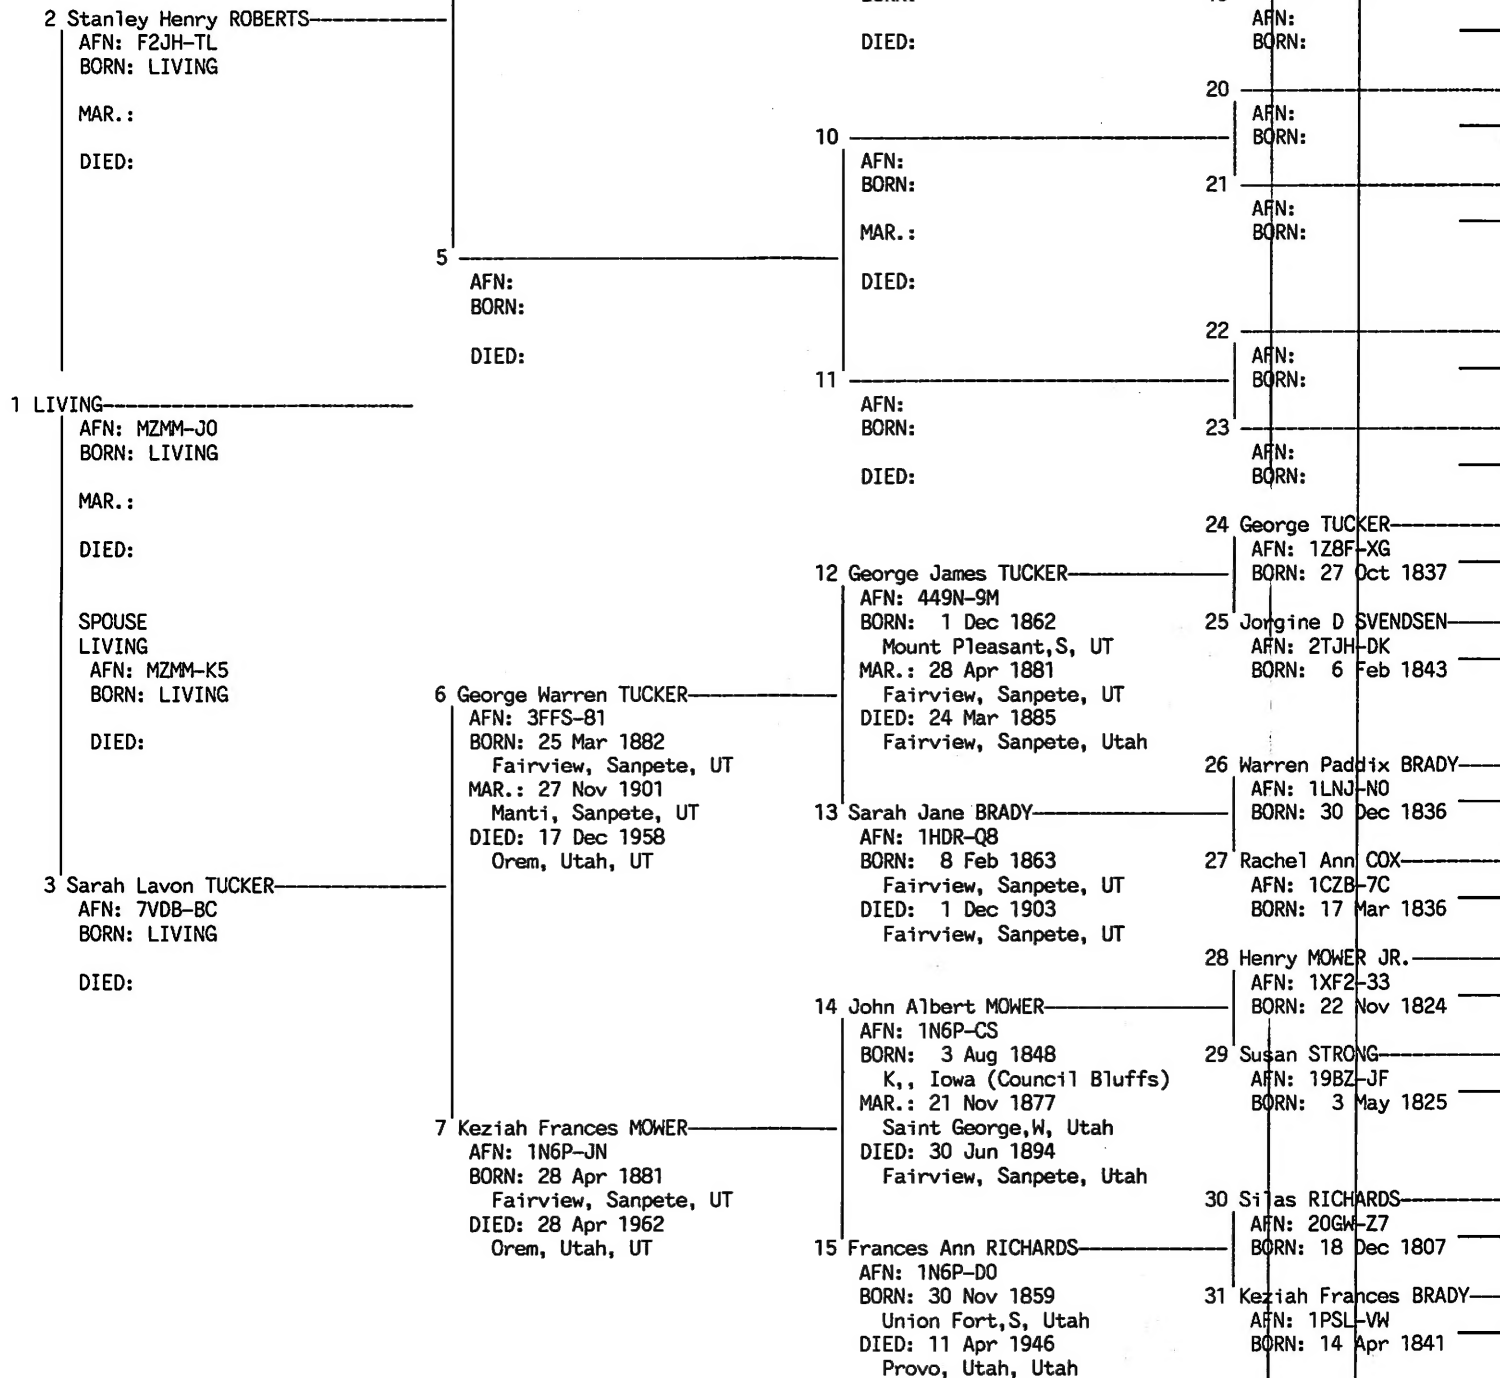 2 Stanley Henry ROBERTS
AFN: F2JH-TL
BORN: LIVING
MAR.:
DIED:
5
AFN:
BORN:
DIED:
1 LIVING
AFN: MZMM-J0
BORN: LIVING
MAR.:
DIED:
SPOUSE
LIVING
AFN: MZMM-K5
BORN: LIVING
DIED:
3 Sarah Lavon TUCKER
AFN: 7VDB-BC
BORN: LIVING
DIED:
6 George Warren TUCKER
AFN: 3FFS-81
BORN: 25 Mar 1882
Fairview, Sanpete, UT
MAR.: 27 Nov 1901
Manti, Sanpete, UT
DIED: 17 Dec 1958
Orem, Utah, UT
7 Keziah Frances MOWER
AFN: 1N6P-JN
BORN: 28 Apr 1881
Fairview, Sanpete, UT
DIED: 28 Apr 1962
Orem, Utah, UT
DIED:
10
AFN:
BORN:
MAR.:
DIED:
11
AFN:
BORN:
DIED:
12 George James TUCKER
AFN: 449N-9M
BORN: 1 Dec 1862
Mount Pleasant,S, UT
MAR.: 28 Apr 1881
Fairview, Sanpete, UT
DIED: 24 Mar 1885
Fairview, Sanpete, Utah
13 Sarah Jane BRADY
AFN: 1HDR-Q8
BORN: 8 Feb 1863
Fairview, Sanpete, UT
DIED: 1 Dec 1903
Fairview, Sanpete, UT
14 John Albert MOWER
AFN: 1N6P-CS
BORN: 3 Aug 1848
K,, Iowa (Council Bluffs)
MAR.: 21 Nov 1877
Saint George,W, Utah
DIED: 30 Jun 1894
Fairview, Sanpete, Utah
15 Frances Ann RICHARDS
AFN: 1N6P-D0
BORN: 30 Nov 1859
Union Fort,S, Utah
DIED: 11 Apr 1946
Provo, Utah, Utah
AFN:
BORN:
20
AFN:
BORN:
21
AFN:
BORN:
22
AFN:
BORN:
23
AFN:
BORN:
24 George TUCKER
AFN: 1Z8F-XG
BORN: 27 Oct 1837
25 Jorgine D SVENDSEN
AFN: 2TJH-DK
BORN: 6 Feb 1843
26 Warren Paddix BRADY
AFN: 1LNJ-N0
BORN: 30 Dec 1836
27 Rachel Ann COX
AFN: 1CZB-7C
BORN: 17 Mar 1836
28 Henry MOWER JR.
AFN: 1XF2-33
BORN: 22 Nov 1824
29 Susan STRONG
AFN: 19BZ-JF
BORN: 3 May 1825
30 Silas RICHARDS
AFN: 20GW-Z7
BORN: 18 Dec 1807
31 Keziah Frances BRADY
AFN: 1PSL-VW
BORN: 14 Apr 1841